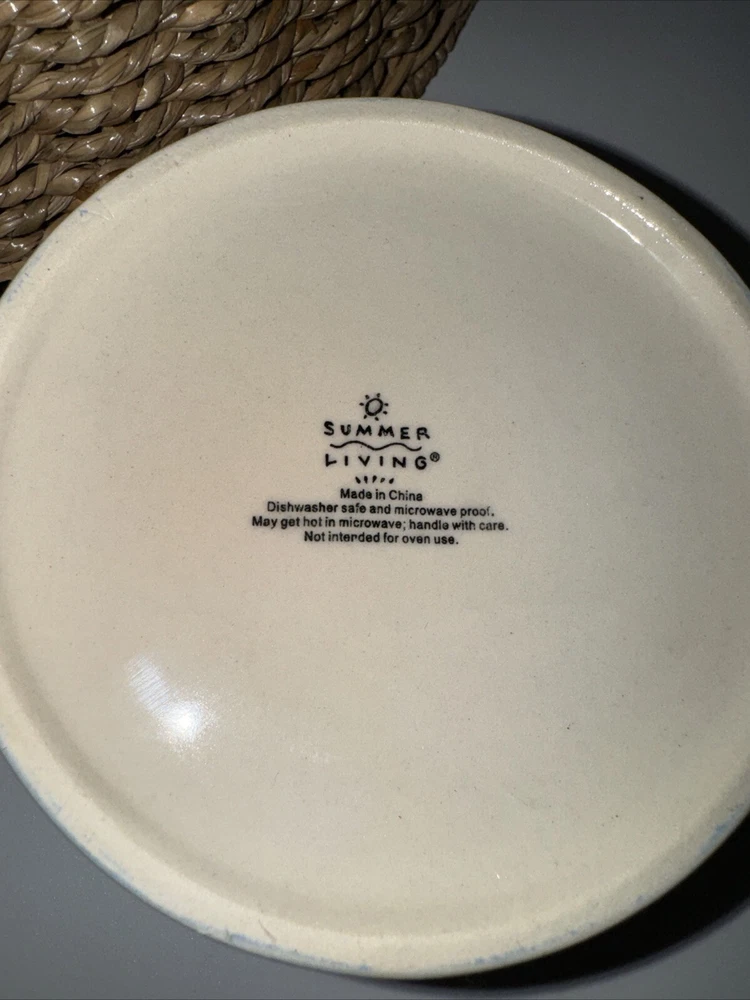 SUMMER
LIVING®
Made in China
Dishwasher safe and microwave proof.
May get hot in microwave; handle with care.
Not intended for oven use.